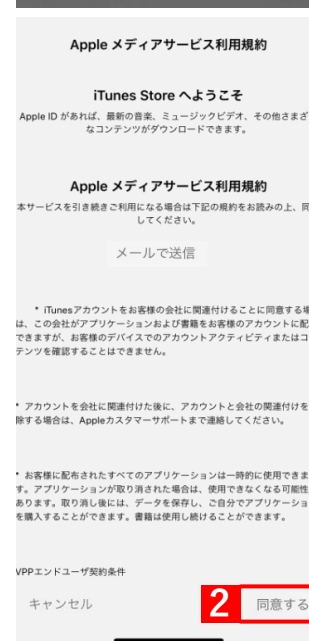 Apple メディアサービス利用規約
iTunes Store へようこそ
Apple ID があれば、最新の音楽、ミュージックビデオ、その他さまざ
なコンテンツがダウンロードできます。
Apple メディアサービス利用規約
本サービスを引き続きご利用になる場合は下記の規約をお読みの上、同
してください。
メールで送信
* iTunesアカウントをお客様の会社に関連付けることに同意する場
は、この会社がアプリケーションおよび書籍をお客様のアカウントに配
できますが、お客様のデバイスでのアカウントアクティビティまたはコ
テンツを確認することはできません。
* アカウントを会社に関連付けた後に、アカウントと会社の関連付けを
除する場合は、Appleカスタマーサポートまで連絡してください。
* お客様に配布されたすべてのアプリケーションは一時的に使用できま
す。アプリケーションが取り消された場合は、使用できなくなる可能性
あります。取り消し後には、データを保存し、ご自分でアプリケーショ
を購入することができます。書籍は使用し続けることができます。
VPPエンドユーザ契約条件
キャンセル
2
同意する